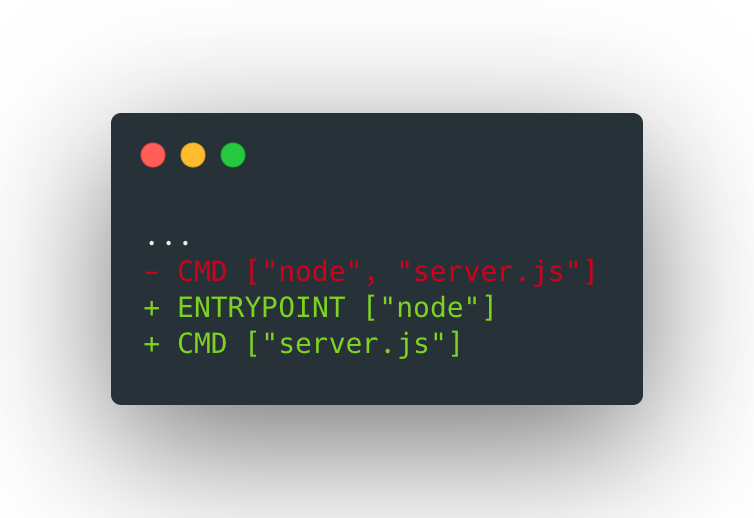 ...
- CMD ["node", "server.js"]
+ ENTRYPOINT ["node"]
+ CMD ["server.js"]